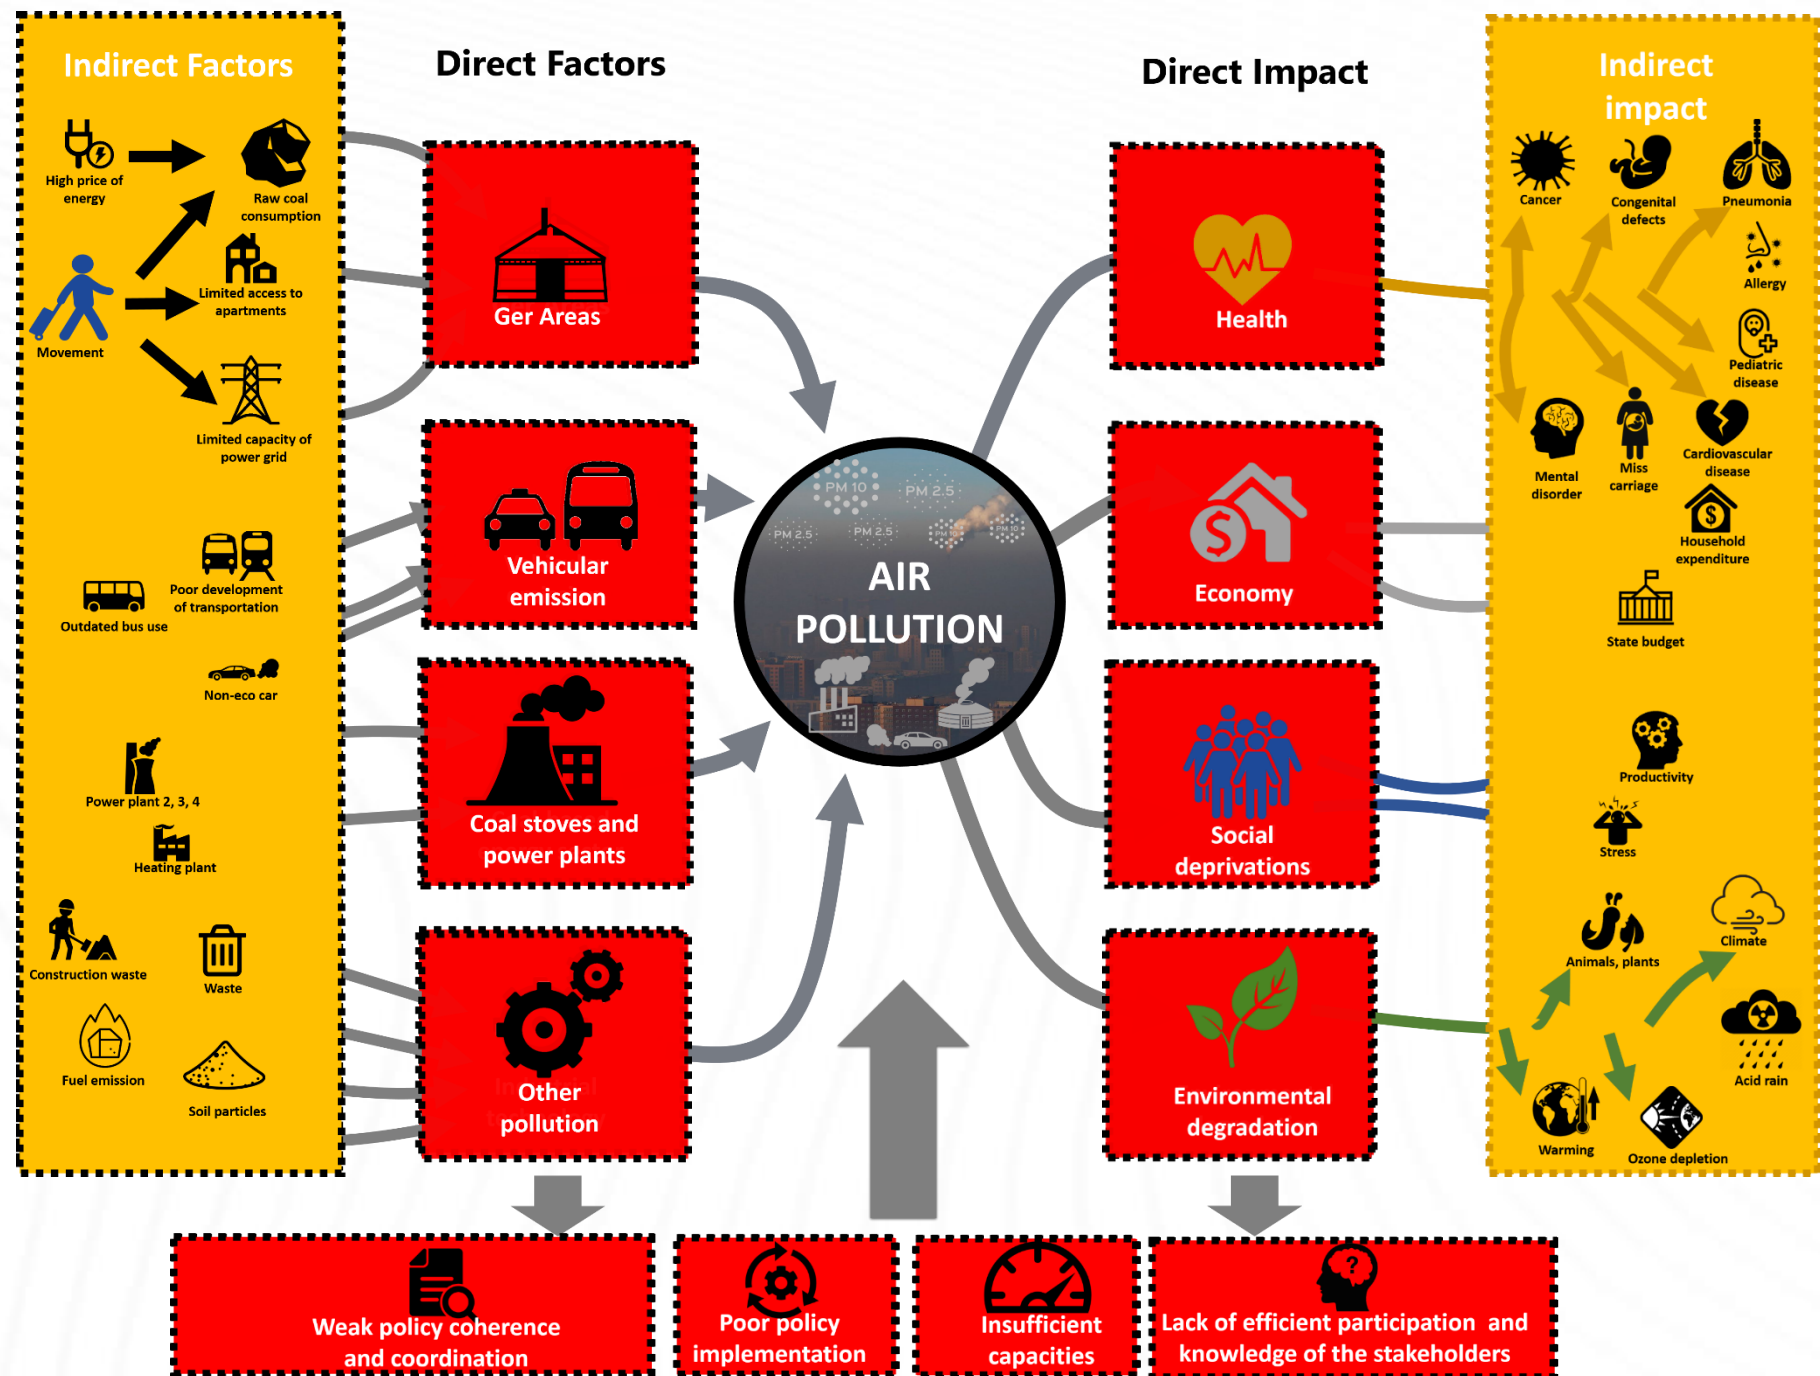 Indirect Factors
High price of
energy
Raw coal
consumption
Limited access to
apartments
Movement
Limited capacity of
power grid
Poor development
of transportation
Outdated bus use
Non-eco car
Power plant 2, 3, 4
Heating plant
Construction waste
Waste
Fuel emission
Soil particles
Direct Factors
Ger Areas
Vehicular
emission
Coal stoves and
power plants
Other
pollution
PM 10
PM 2.5
PM 2.5
PM 2.5
PM 10
PM 10
AIR
POLLUTION
Direct Impact
Health
Economy
Social
deprivations
Environmental
degradation
Indirect
impact
Cancer
Congenital
defects
Pneumonia
Allergy
Pediatric
disease
Mental
disorder
Miss
carriage
Cardiovascular
disease
Household
expenditure
State budget
Productivity
Stress
Animals, plants
Climate
Acid rain
Warming
Ozone depletion
Weak policy coherence
and coordination
Poor policy
implementation
Insufficient
capacities
Lack of efficient participation and
knowledge of the stakeholders